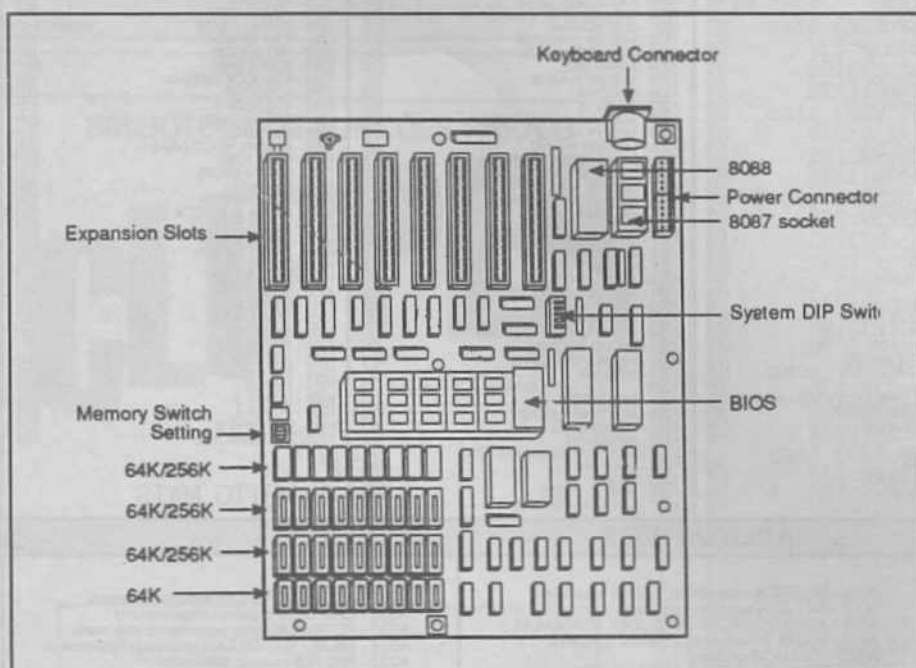 Keyboard Connector
8088
Power Connector
8087 socket
Expansion Slots
System DIP Swit
BIOS
Memory Switch
Setting
64K/256K
64K/256K
64K/256K
64K